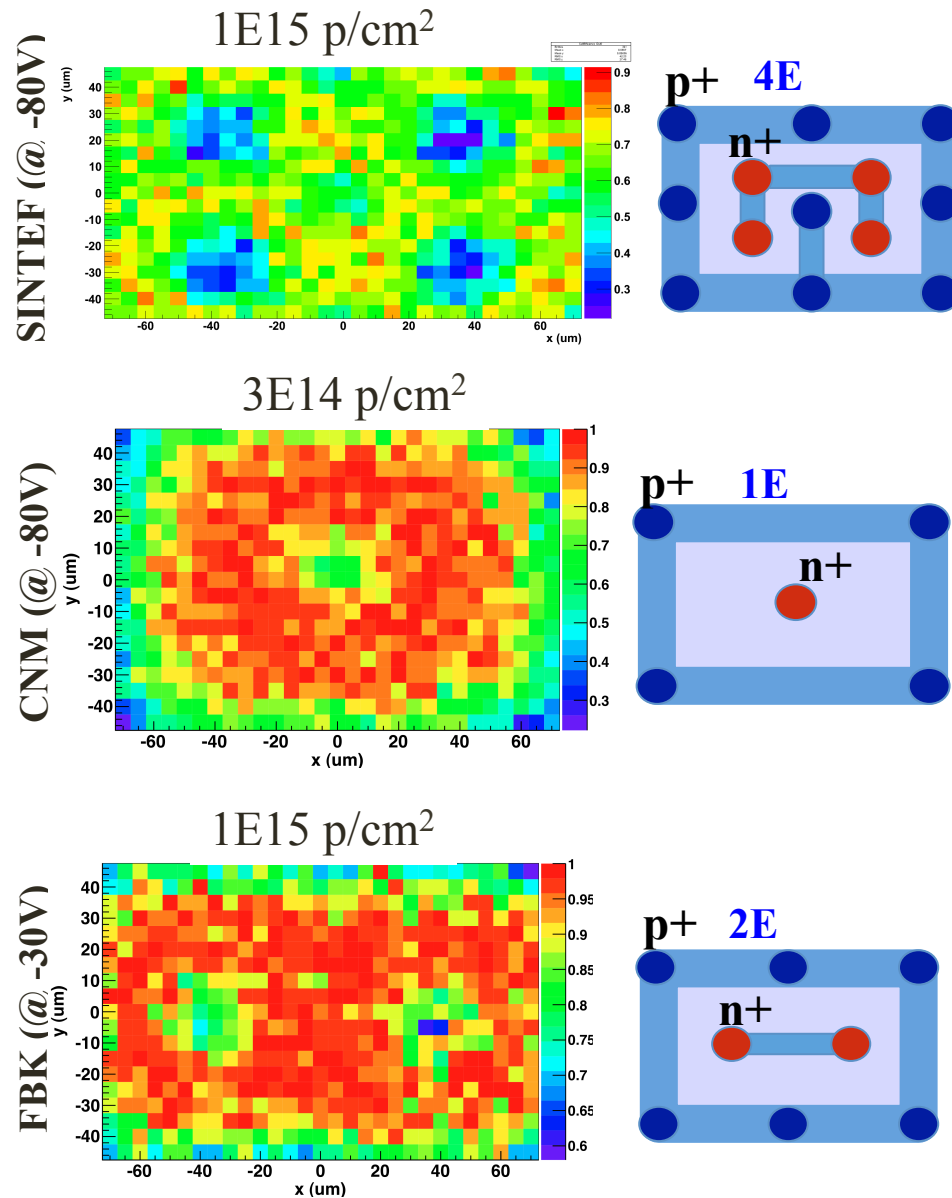 1E15 p/cm²
SINTEF (@ -80V)
y (um)
40
30
20
10
0
-10
-20
-30
-40
-60 -40 -20 0 20 40 60
x (um)
0.9
0.8
0.7
0.6
0.5
0.4
0.3
p+ 4E
n+
3E14 p/cm²
CNM (@ -80V)
y (um)
40
30
20
10
0
-10
-20
-30
-40
-60 -40 -20 0 20 40 60
x (um)
1
0.9
0.8
0.7
0.6
0.5
0.4
0.3
p+ 1E
n+
1E15 p/cm²
FBK (@ -30V)
y (um)
40
30
20
10
0
-10
-20
-30
-40
-60 -40 -20 0 20 40 60
x (um)
1
0.95
0.9
0.85
0.8
0.75
0.7
0.65
0.6
p+ 2E
n+